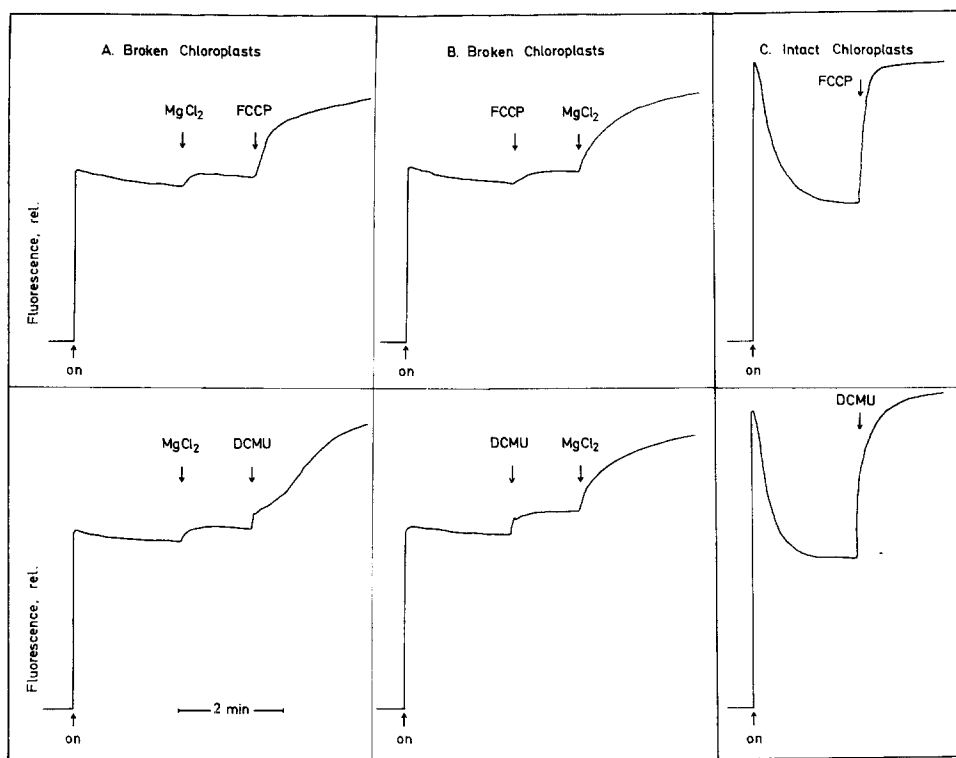 A. Broken Chloroplasts
MgCl₂ FCCP
Fluorescence, rel.
on
B. Broken Chloroplasts
FCCP MgCl₂
on
C. Intact Chloroplasts
FCCP
on
MgCl₂ DCMU
Fluorescence, rel.
2 min
on
DCMU MgCl₂
on
DCMU
on